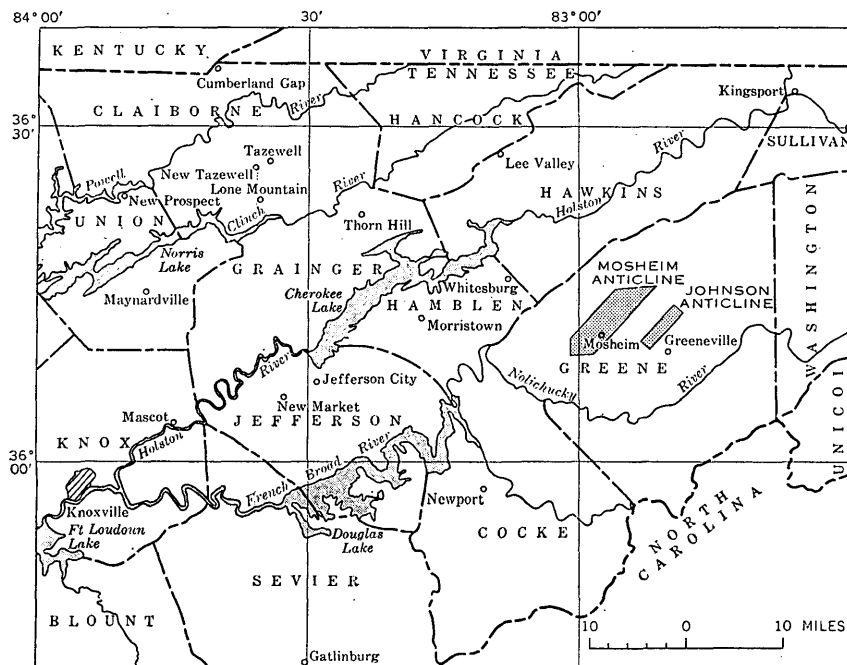 84° 00′
30′
83° 00′
KENTUCKY
VIRGINIA
TENNESSEE
Cumberland Gap
Kingsport
CLAIBORNE
River
36°
30′
HANCOCK
SULLIVAN
Tazewell
Lee Valley
River
New Tazewell
Powell
New Prospect
Lone Mountain
River
HAWKINS
Holston
UNION
Clinch
Thorn Hill
WASHINGTON
Norris
Lake
GRAINGER
MOSHEIM
ANTICLINE
Maynardville
Cherokee
Lake
Whitesburg
JOHNSON
ANTICLINE
HAMBLEN
Morristown
Mosheim
Greeneville
GREENE
River
Jefferson City
Nolichucky
River
New Market
Mascot
JEFFERSON
UNICOI
KNOX
Holston
River
36°
00′
French Broad
Newport
Knoxville
Ft Loudoun
Lake
Douglas
Lake
COCKE
NORTH
CAROLINA
SEVIER
BLOUNT
10 0 10 MILES
Gatlinburg